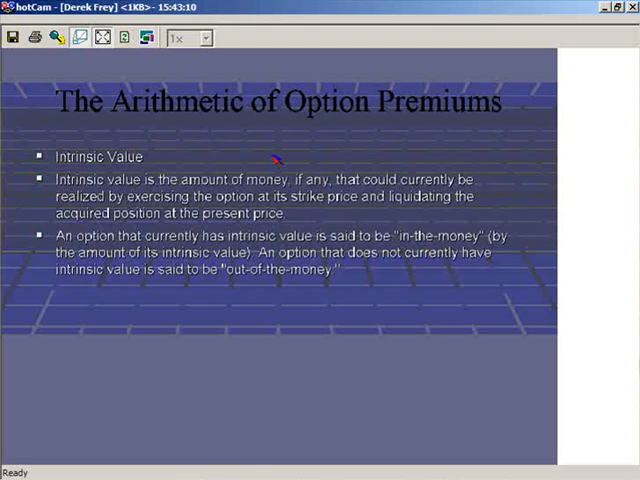 hotCam - [Derek Frey] <1KB> - 15:43:10
1x
The Arithmetic of Option Premiums
Intrinsic Value
Intrinsic value is the amount of money, if any, that could currently be
realized by exercising the option at its strike price and liquidating the
acquired position at the present price.
An option that currently has intrinsic value is said to be "in-the-money" (by
the amount of its intrinsic value). An option that does not currently have
intrinsic value is said to be "out-of-the-money."
Ready